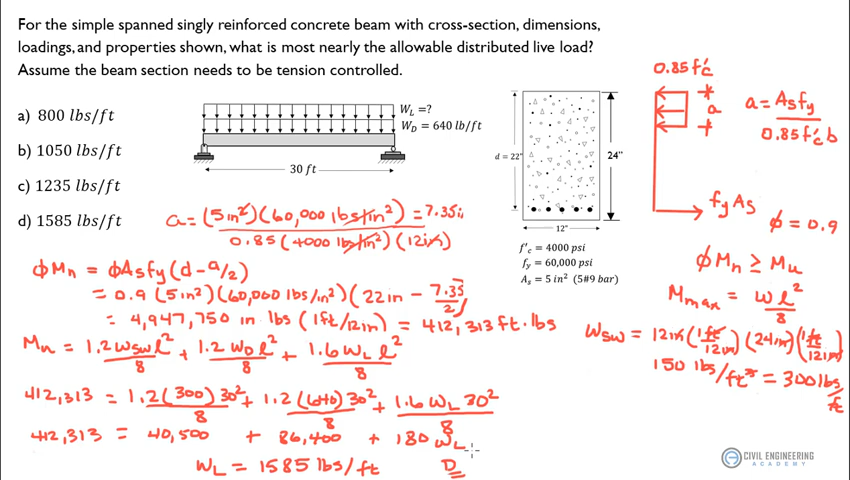 For the simple spanned singly reinforced concrete beam with cross-section, dimensions,
loadings, and properties shown, what is most nearly the allowable distributed live load?
Assume the beam section needs to be tension controlled.
a) 800 lbs/ft
b) 1050 lbs/ft
c) 1235 lbs/ft
d) 1585 lbs/ft
W_L = ?
W_D = 640 lb/ft
30 ft
d = 22"
24"
12"
f'_c = 4000 psi
f_y = 60,000 psi
A_s = 5 in² (5#9 bar)
0.85f'c
a
a = Asfy / 0.85f'c b
fyAs
φ = 0.9
φMn ≥ Mu
Mmax = wl²/8
Wsw = 12in (1ft/12in)(24in)(1ft/12in)
150 lbs/ft³ = 300 lbs/ft
a = (5in²)(60,000 lbs/in²) / 0.85(4000 lbs/in²)(12in) = 7.35in
φMn = φAsfy(d - a/2)
= 0.9(5in²)(60,000 lbs/in²)(22in - 7.35/2)
= 4,947,750 in lbs (1ft/12in) = 412,313 ft·lbs
Mu = 1.2WSWl²/8 + 1.2WDl²/8 + 1.6WLl²/8
412,313 = 1.2(300)30²/8 + 1.2(640)30²/8 + 1.6WL30²/8
412,313 = 40,500 + 86,400 + 180WL
WL = 1585 lbs/ft D
CIVIL ENGINEERING
ACADEMY